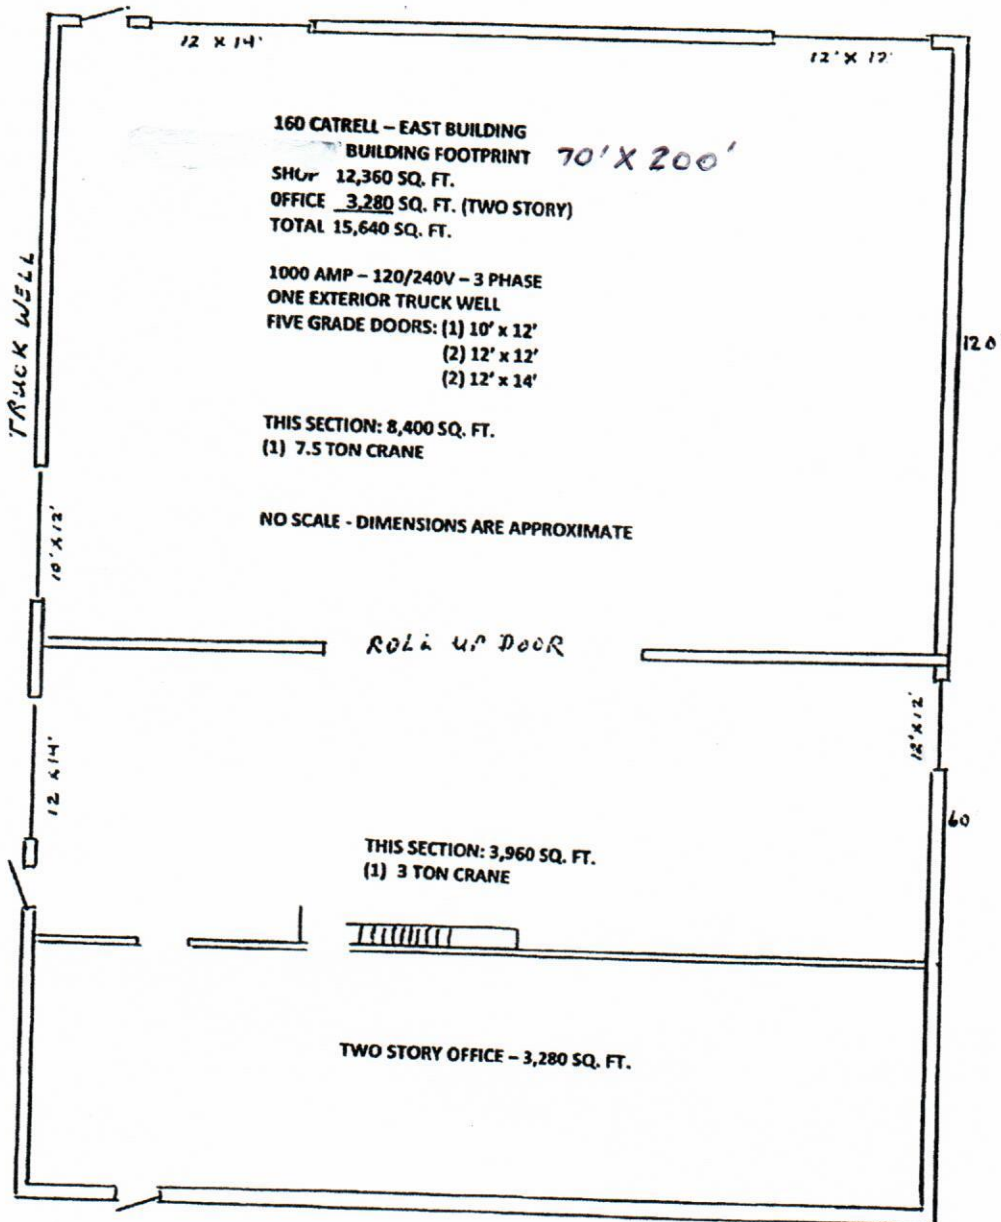 12 X 14'
12' X 12'
160 CATRELL – EAST BUILDING
BUILDING FOOTPRINT 70' X 200'
SHOP 12,360 SQ. FT.
OFFICE 3,280 SQ. FT. (TWO STORY)
TOTAL 15,640 SQ. FT.
1000 AMP – 120/240V – 3 PHASE
ONE EXTERIOR TRUCK WELL
FIVE GRADE DOORS: (1) 10' x 12'
(2) 12' x 12'
(2) 12' x 14'
TRUCK WELL
120
THIS SECTION: 8,400 SQ. FT.
(1) 7.5 TON CRANE
NO SCALE - DIMENSIONS ARE APPROXIMATE
10' X 12'
ROLL UP DOOR
12' X 12'
12 X 14'
60
THIS SECTION: 3,960 SQ. FT.
(1) 3 TON CRANE
TWO STORY OFFICE – 3,280 SQ. FT.